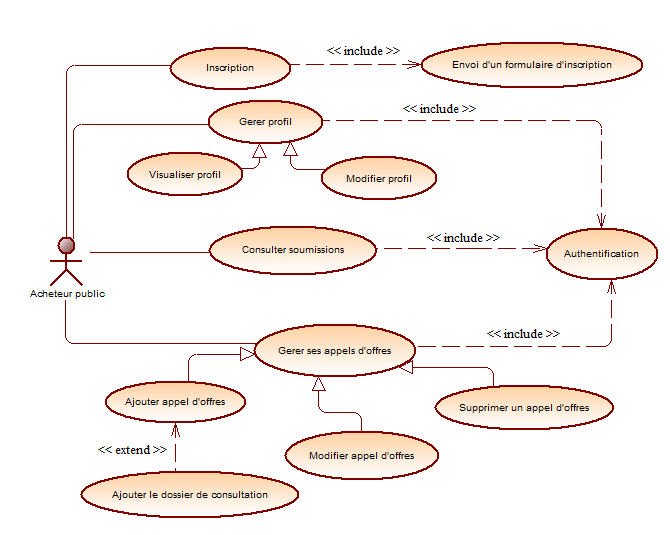 << include >>
Inscription
Envoi d'un formulaire d'inscription
<< include >>
Gerer profil
Visualiser profil
Modifier profil
<< include >>
Consulter soumissions
Authentification
Acheteur public
<< include >>
Gerer ses appels d'offres
Ajouter appel d'offres
Supprimer un appel d'offres
<< extend >>
Modifier appel d'offres
Ajouter le dossier de consultation